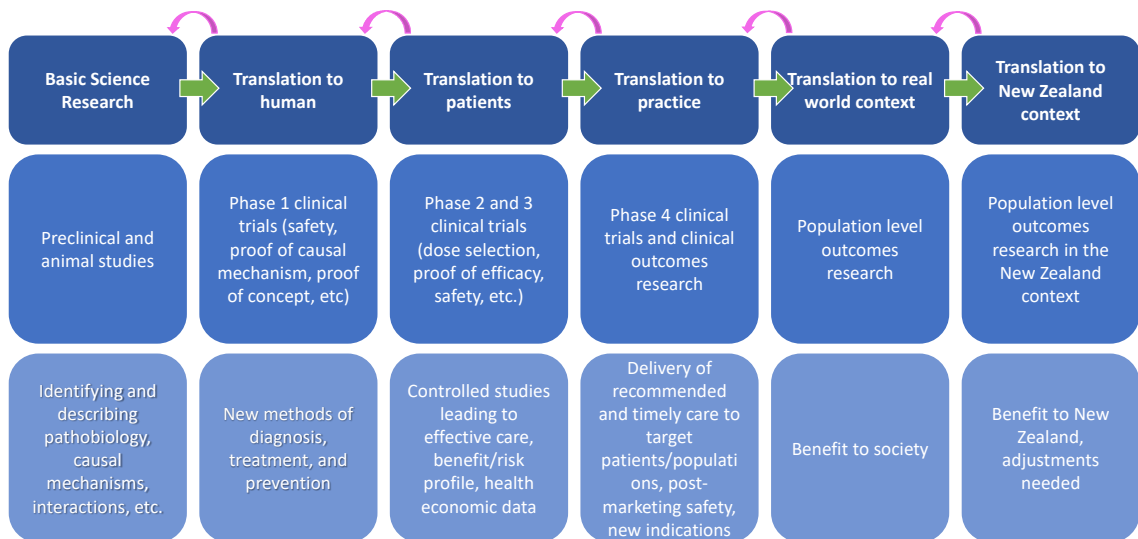 Basic Science
Research
Translation to
human
Translation to
patients
Translation to
practice
Translation to real
world context
Translation to
New Zealand
context
Preclinical and
animal studies
Phase 1 clinical
trials (safety,
proof of causal
mechanism, proof
of concept, etc)
Phase 2 and 3
clinical trials
(dose selection,
proof of efficacy,
safety, etc.)
Phase 4 clinical
trials and clinical
outcomes
research
Population level
outcomes
research
Population level
outcomes
research in the
New Zealand
context
Identifying and
describing
pathobiology,
causal
mechanisms,
interactions, etc.
New methods of
diagnosis,
treatment, and
prevention
Controlled studies
leading to
effective care,
benefit/risk
profile, health
economic data
Delivery of
recommended
and timely care to
target
patients/populati
ons, post-
marketing safety,
new indications
Benefit to society
Benefit to New
Zealand,
adjustments
needed